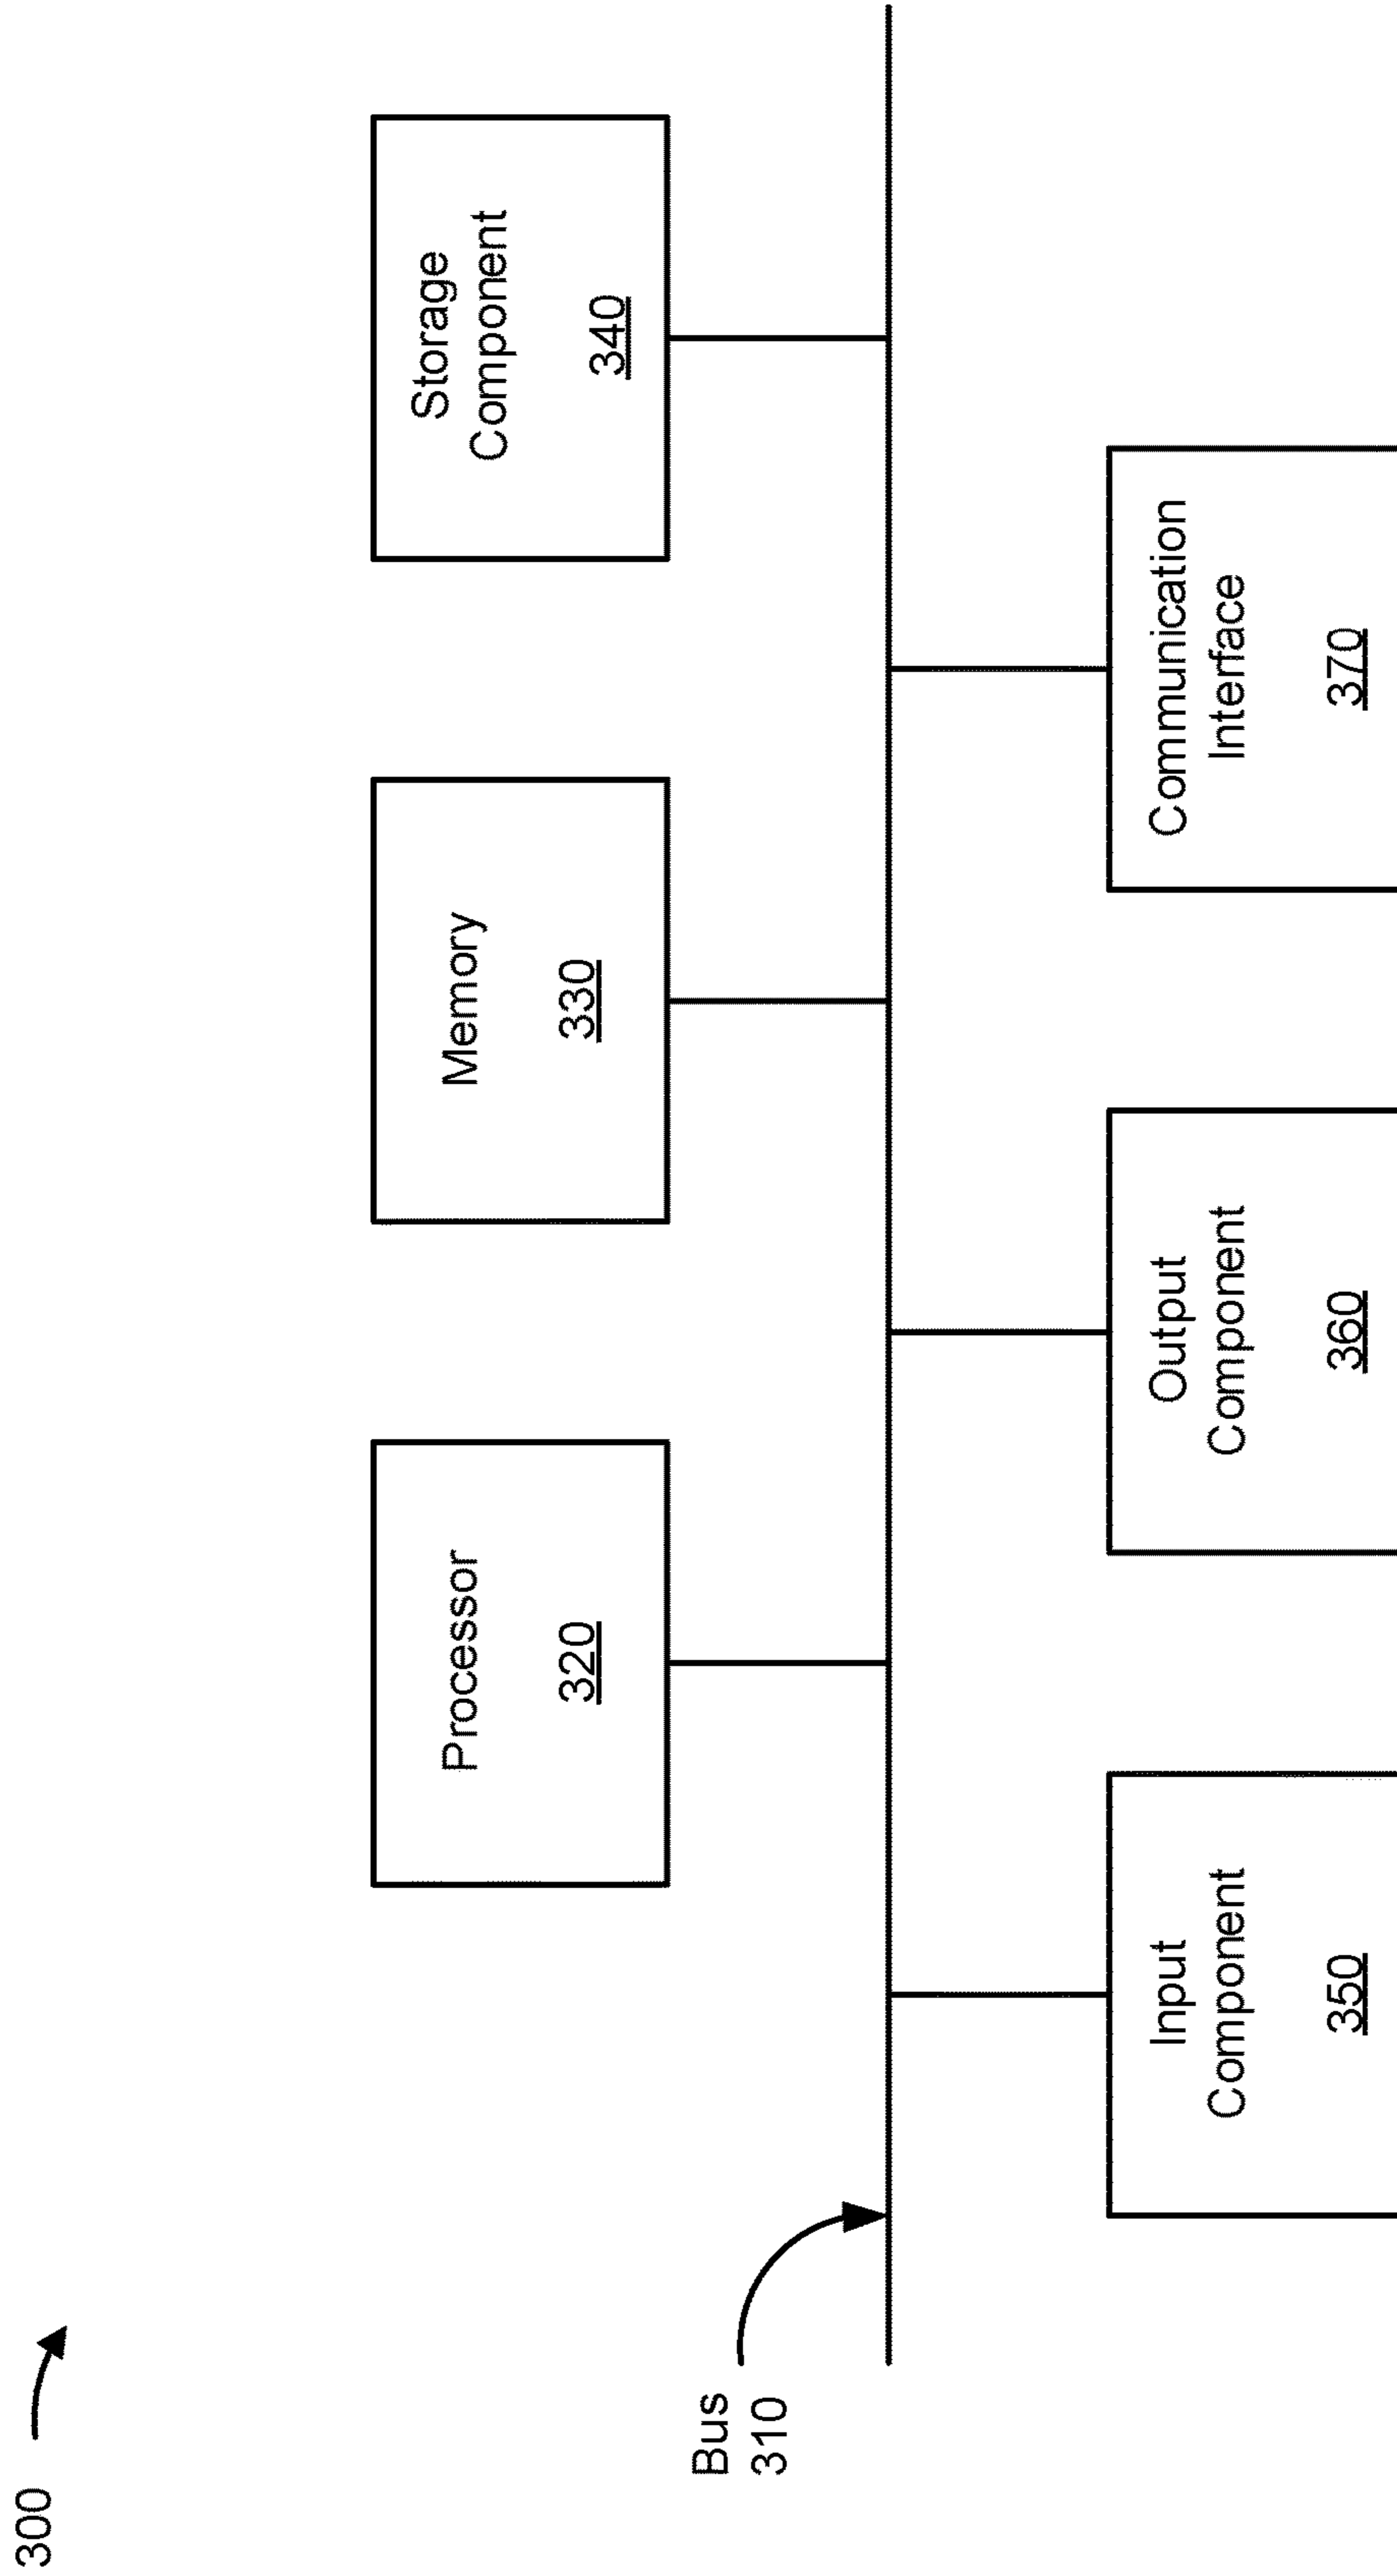 300
Bus
310
Processor
320
Memory
330
Storage
Component
340
Input
Component
350
Output
Component
360
Communication
Interface
370